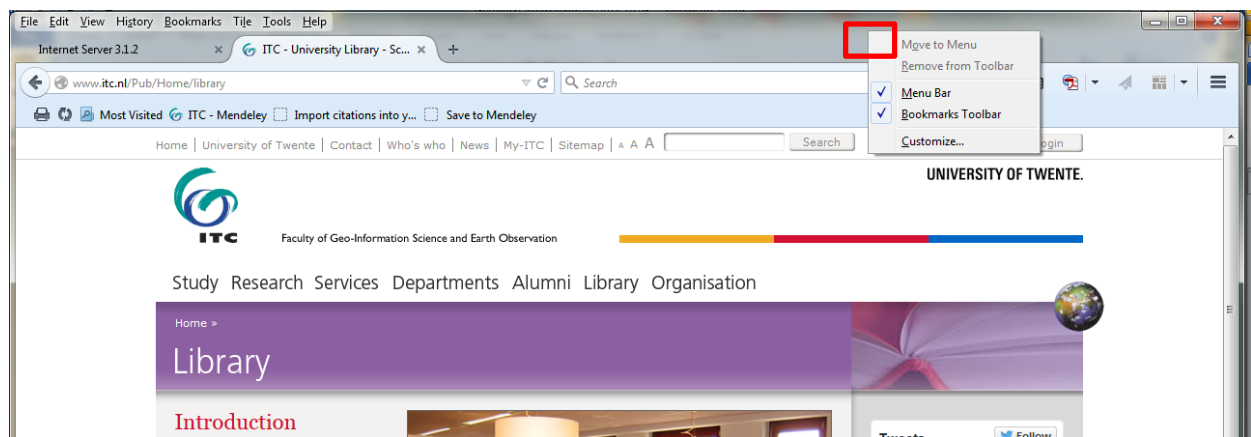 File Edit View History Bookmarks Tile Tools Help
Internet Server 3.1.2 × ITC - University Library - Sc... × +
Move to Menu
Remove from Toolbar
www.itc.nl/Pub/Home/library Search
Menu Bar
Most Visited ITC - Mendeley Import citations into y... Save to Mendeley
Bookmarks Toolbar
Customize...
Home | University of Twente | Contact | Who's who | News | My-ITC | Sitemap | A A A Search ogin
UNIVERSITY OF TWENTE.
ITC Faculty of Geo-Information Science and Earth Observation
Study Research Services Departments Alumni Library Organisation
Home »
Library
Introduction
Tweets Follow